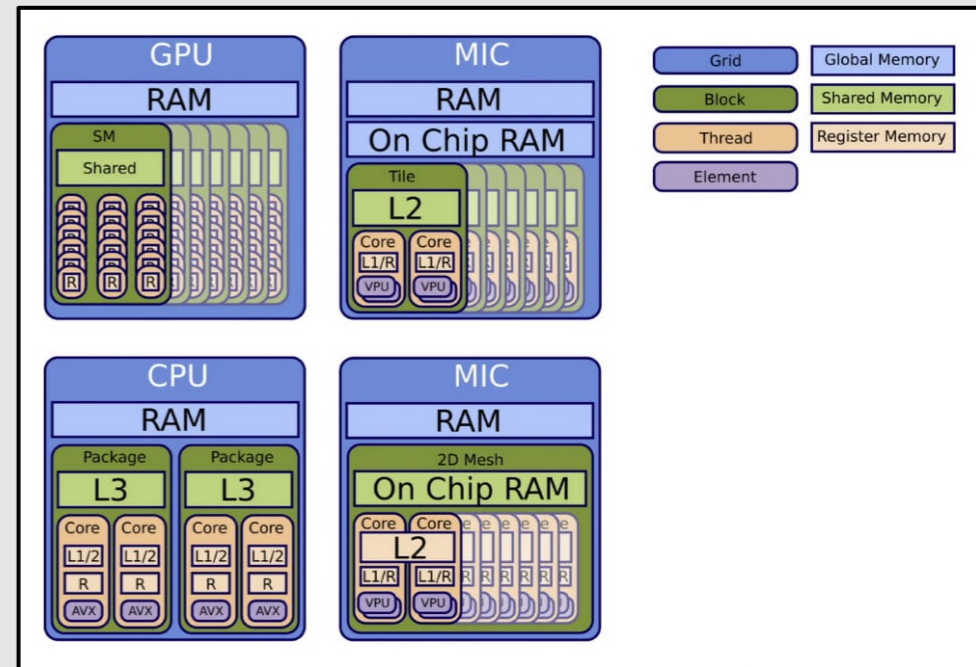 GPU
RAM
SM
Shared
R R R
MIC
RAM
On Chip RAM
Tile
L2
Core Core
L1/R L1/R
VPU VPU
Grid
Block
Thread
Element
Global Memory
Shared Memory
Register Memory
CPU
RAM
Package Package
L3 L3
Core Core Core Core
L1/2 L1/2 L1/2 L1/2
R R R R
AVX AVX AVX AVX
MIC
RAM
2D Mesh
On Chip RAM
Core Core e e e e e e
L2
L1/R L1/R R R R R R R
VPU VPU